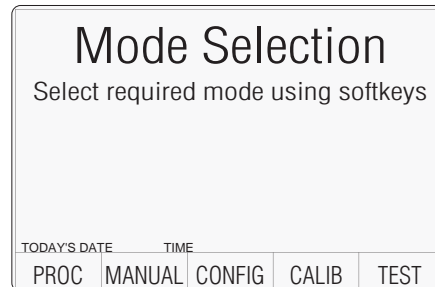 Mode Selection
Select required mode using softkeys
TODAY'S DATE TIME
PROC MANUAL CONFIG CALIB TEST